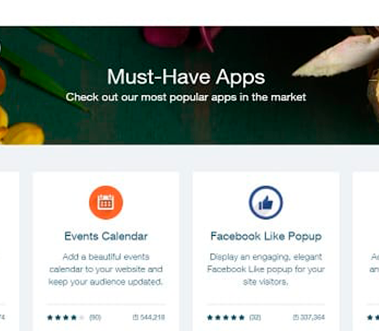 Must-Have Apps
Check out our most popular apps in the market
Events Calendar
Add a beautiful events
calendar to your website and
keep your audience updated.
(90) 544,218
Facebook Like Popup
Display an engaging, elegant
Facebook Like popup for your
site visitors.
(32) 337,364